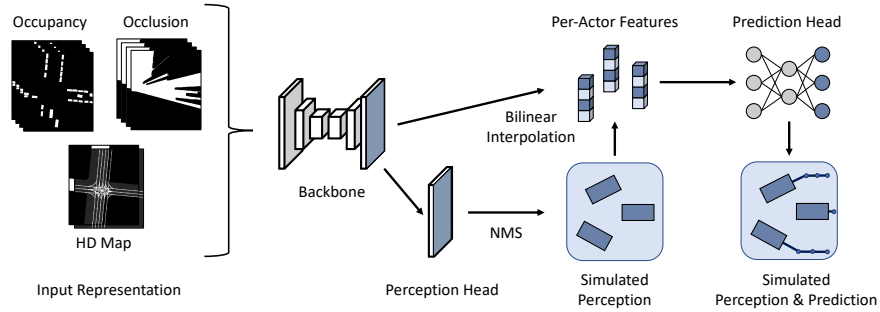 Occupancy
Occlusion
Per-Actor Features
Prediction Head
Bilinear
Interpolation
Backbone
HD Map
NMS
Input Representation
Perception Head
Simulated
Perception
Simulated
Perception & Prediction